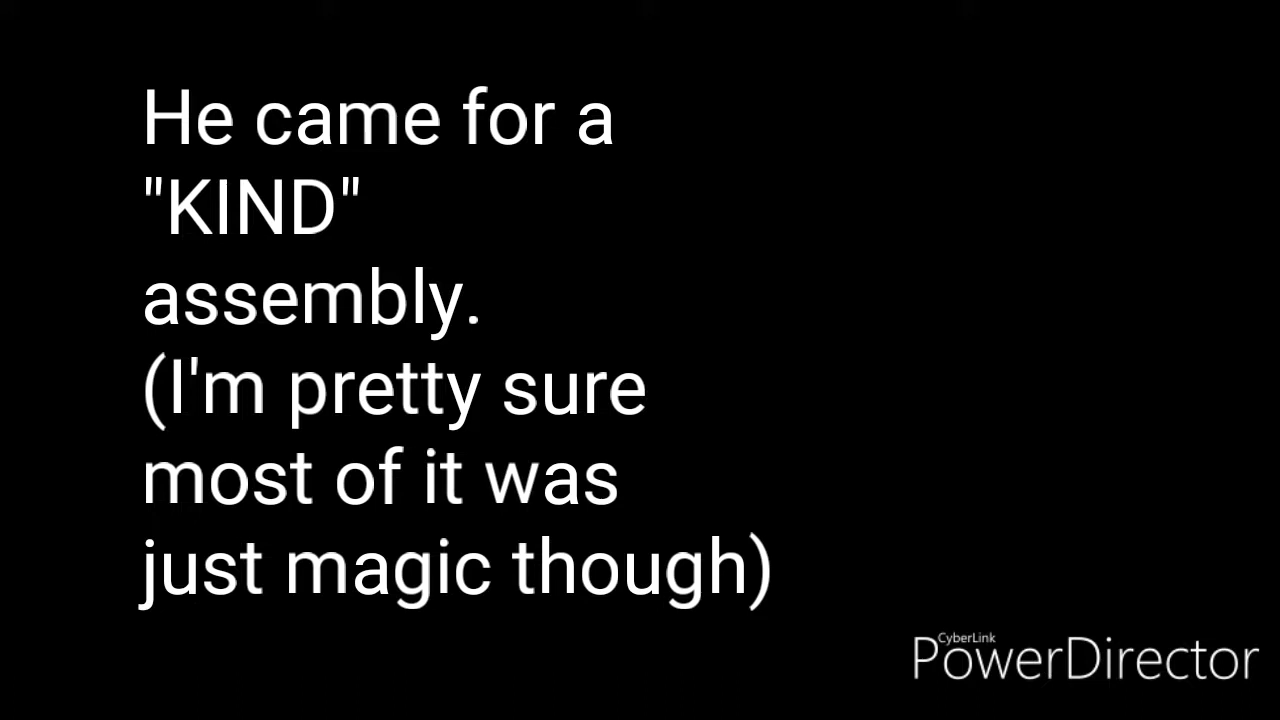 He came for a
"KIND"
assembly.
(I'm pretty sure
most of it was
just magic though)
CyberLink
PowerDirector